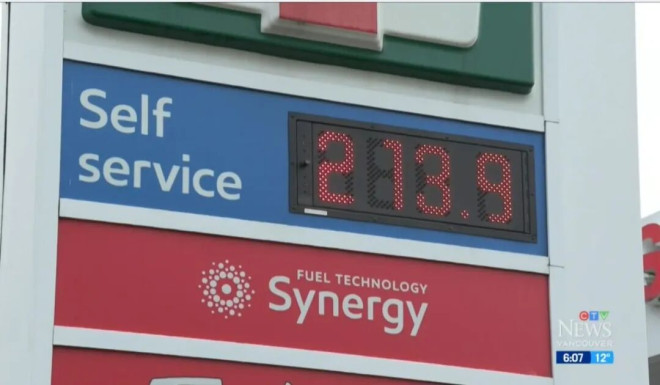 Self
service
213.9
FUEL TECHNOLOGY
Synergy
CTV
NEWS
VANCOUVER
6:07 12°